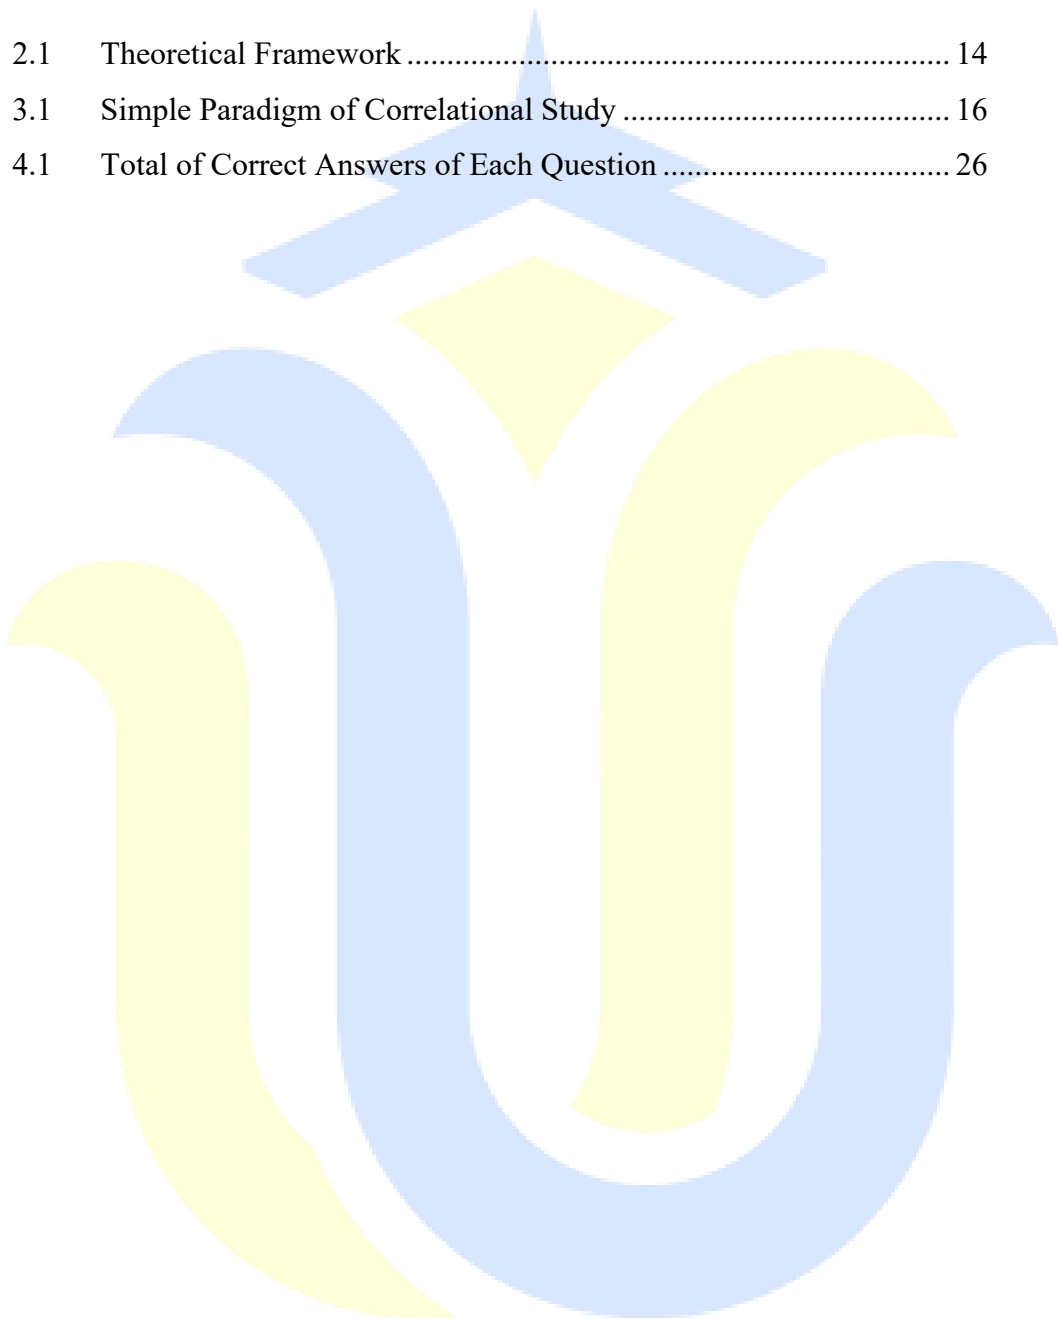 2.1 Theoretical Framework .................................................................... 14
3.1 Simple Paradigm of Correlational Study ......................................... 16
4.1 Total of Correct Answers of Each Question .................................... 26